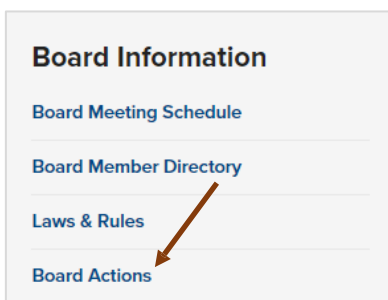 Board Information
Board Meeting Schedule
Board Member Directory
Laws & Rules
Board Actions